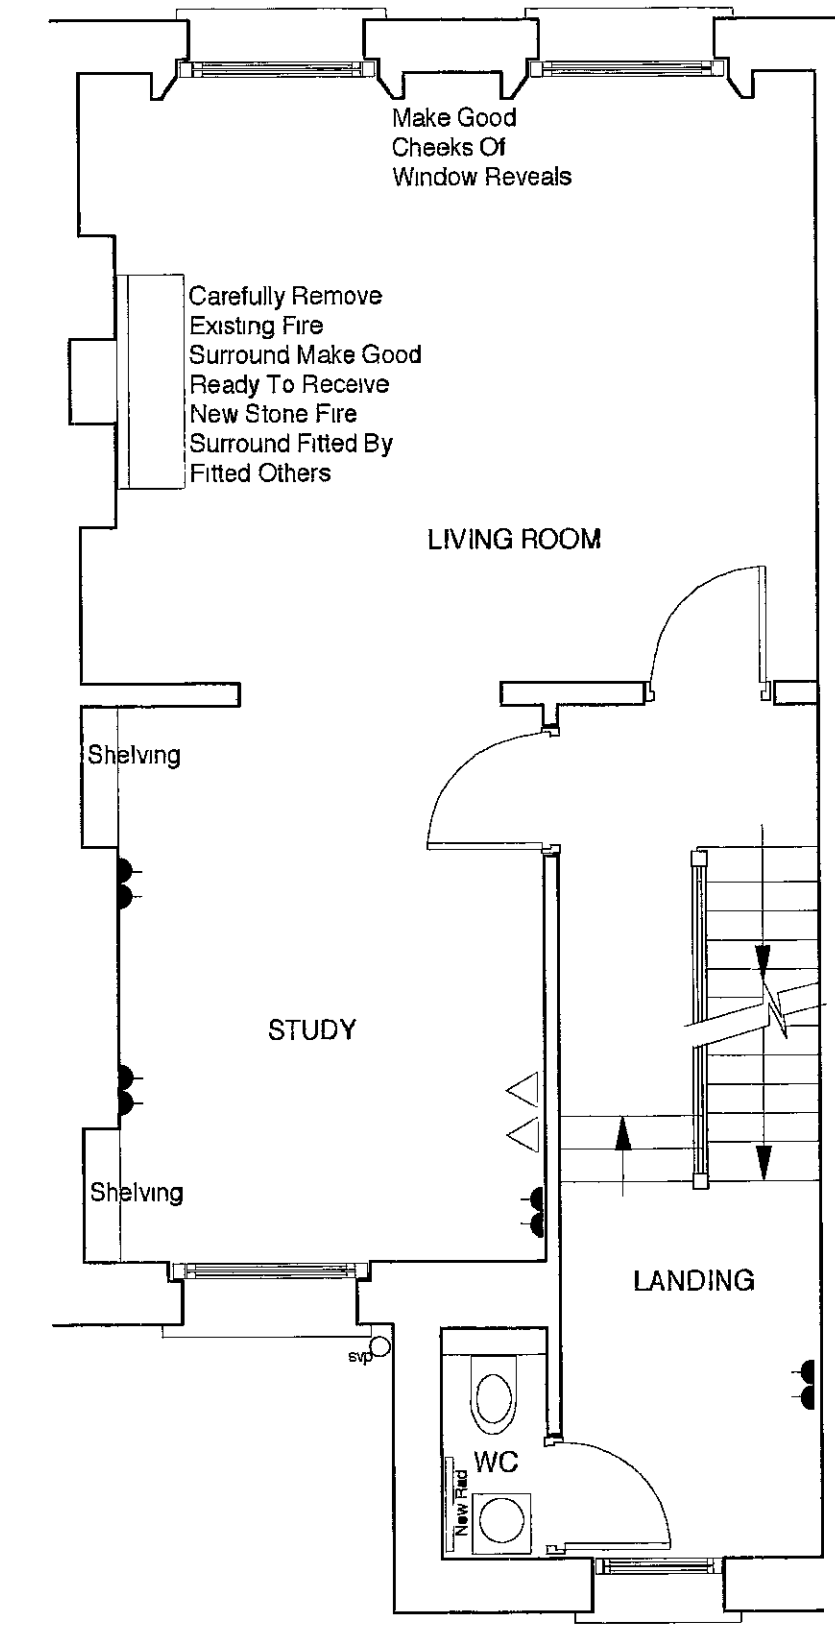 Make Good
Cheeks Of
Window Reveals
Carefully Remove
Existing Fire
Surround Make Good
Ready To Receive
New Stone Fire
Surround Fitted By
Fitted Others
LIVING ROOM
Shelving
STUDY
Shelving
LANDING
svp
WC
New Rad